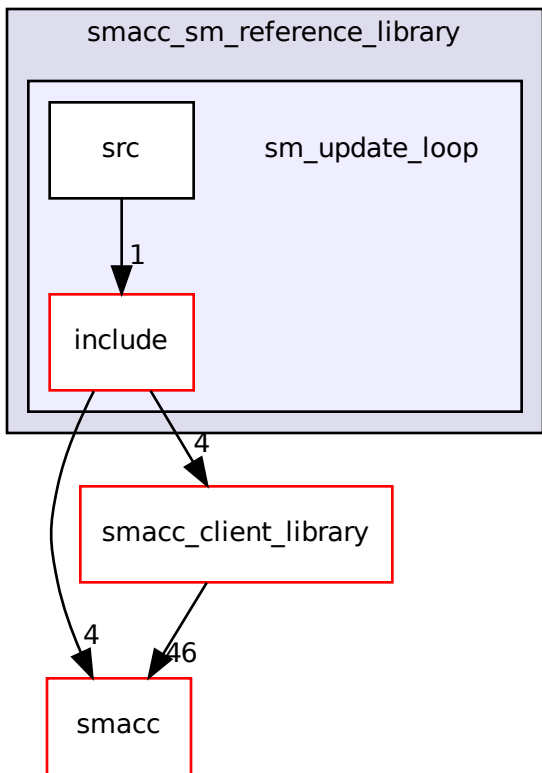 smacc_sm_reference_library
src
sm_update_loop
1
include
4
smacc_client_library
4
46
smacc